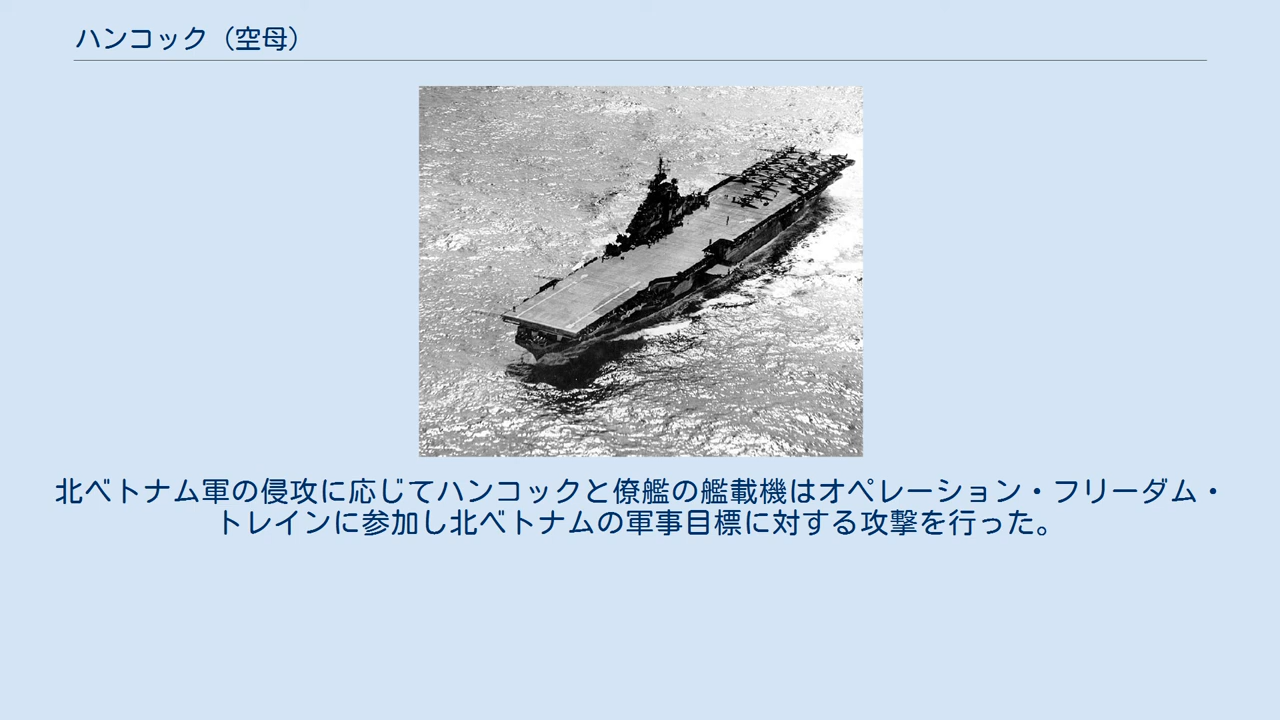 ハンコック（空母）
北ベトナム軍の侵攻に応じてハンコックと僚艦の艦載機はオペレーション・フリーダム・
トレインに参加し北ベトナムの軍事目標に対する攻撃を行った。